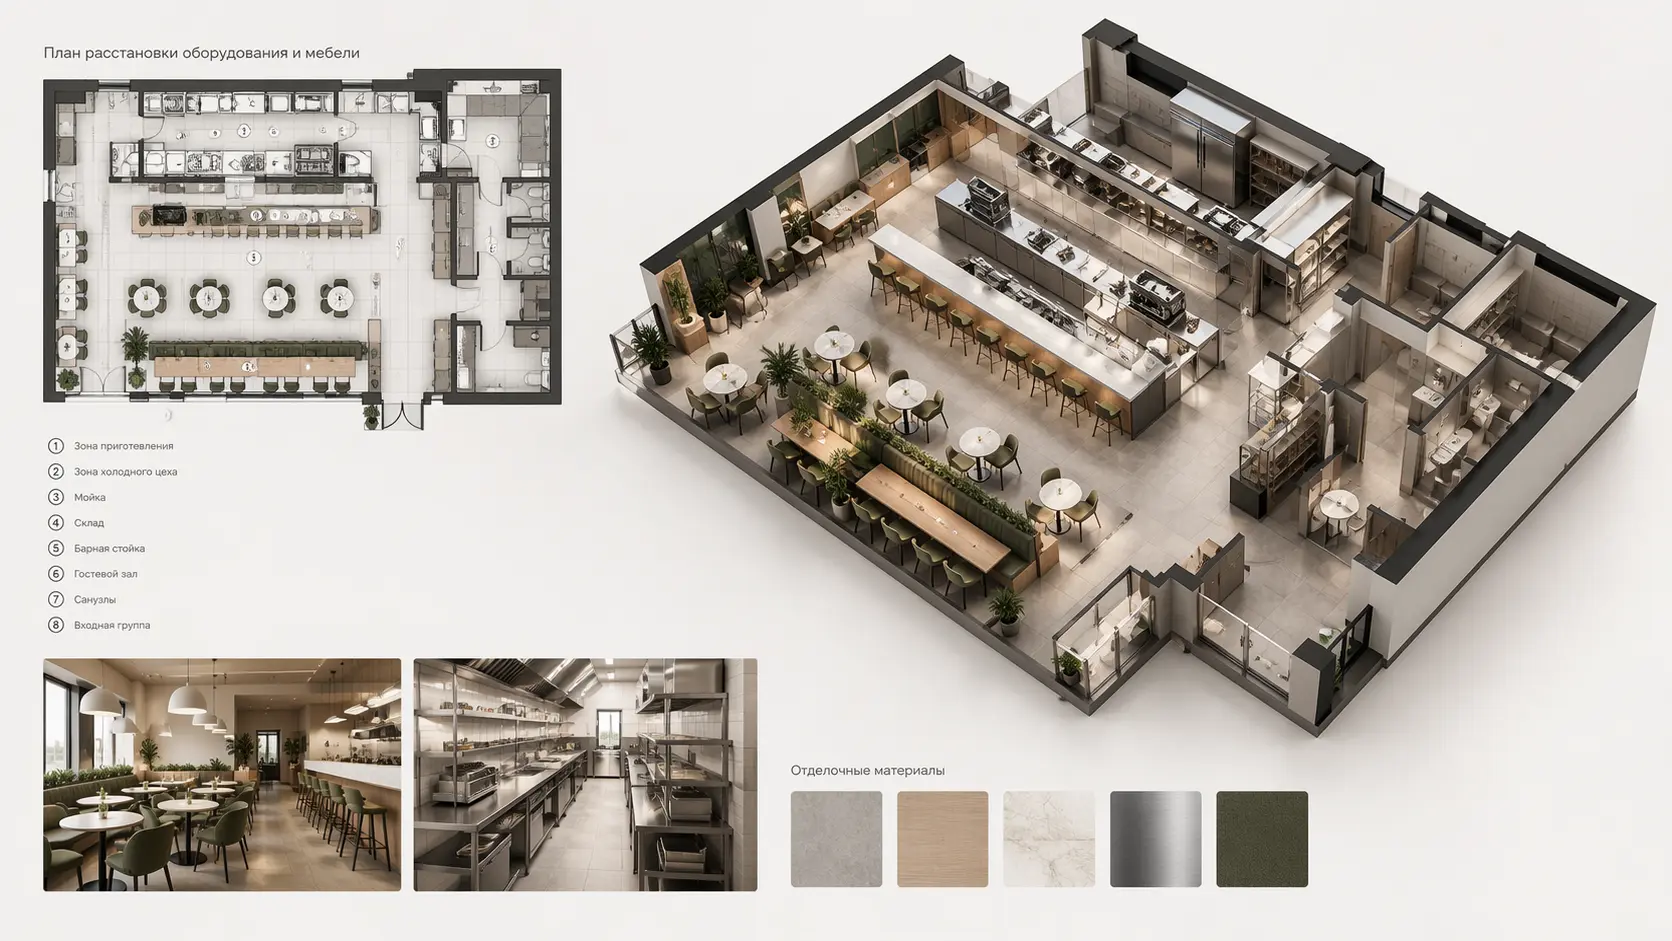 План расстановки оборудования и мебели
1 Зона приготевления
2 Зона холодного цеха
3 Мойка
4 Склад
5 Барная стойка
6 Гостевой зал
7 Санузлы
8 Входная группа
Отделочные материалы